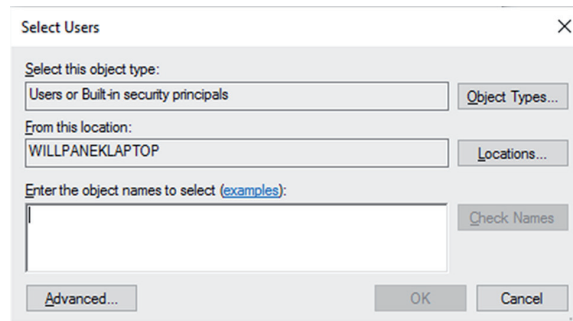 Select Users
Select this object type:
Users or Built-in security principals
Object Types...
From this location:
WILLPANEKLAPTOP
Locations...
Enter the object names to select (examples):
Check Names
Advanced...
OK
Cancel